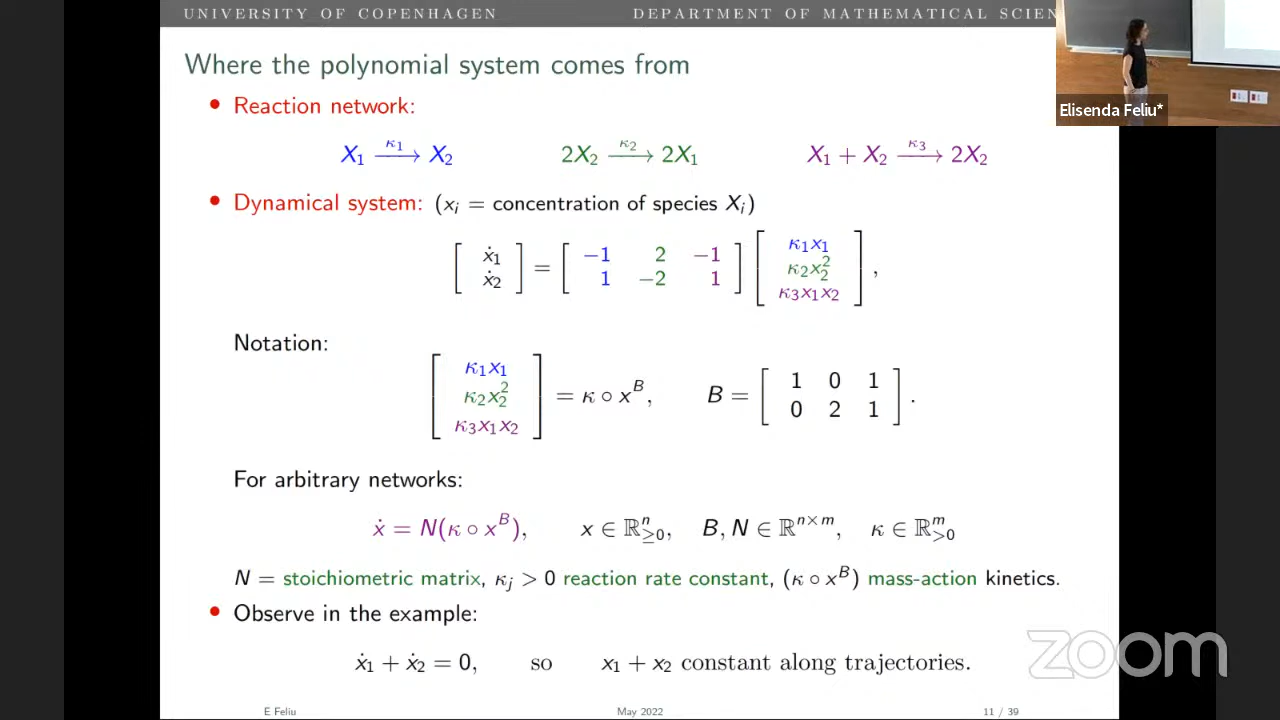 UNIVERSITY OF COPENHAGEN DEPARTMENT OF MATHEMATICAL SCIEN
Elisenda Feliu*
Where the polynomial system comes from
• Reaction network:
X₁ —κ₁→ X₂ 2X₂ —κ₂→ 2X₁ X₁ + X₂ —κ₃→ 2X₂
• Dynamical system: (xᵢ = concentration of species Xᵢ)
[ẋ₁; ẋ₂] = [−1 2 −1; 1 −2 1] [κ₁x₁; κ₂x₂²; κ₃x₁x₂],
Notation:
[κ₁x₁; κ₂x₂²; κ₃x₁x₂] = κ ∘ x^B, B = [1 0 1; 0 2 1].
For arbitrary networks:
ẋ = N(κ ∘ x^B), x ∈ ℝ^n_≥0, B, N ∈ ℝ^{n×m}, κ ∈ ℝ^m_>0
N = stoichiometric matrix, κⱼ > 0 reaction rate constant, (κ ∘ x^B) mass-action kinetics.
• Observe in the example:
ẋ₁ + ẋ₂ = 0, so x₁ + x₂ constant along trajectories.
zoom
E Feliu May 2022 11 / 39